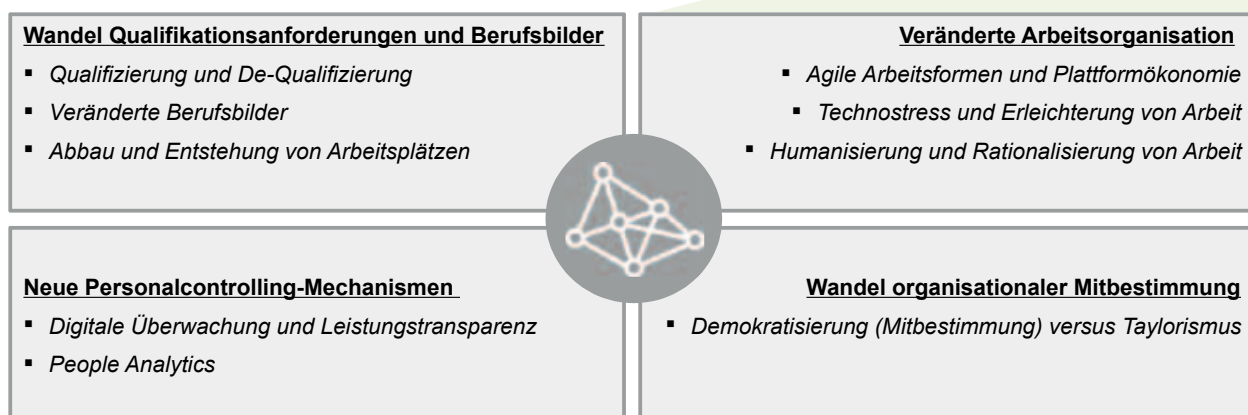 Wandel Qualifikationsanforderungen und Berufsbilder
▪ Qualifizierung und De-Qualifizierung
▪ Veränderte Berufsbilder
▪ Abbau und Entstehung von Arbeitsplätzen
Veränderte Arbeitsorganisation
▪ Agile Arbeitsformen und Plattformökonomie
▪ Technostress und Erleichterung von Arbeit
▪ Humanisierung und Rationalisierung von Arbeit
Neue Personalcontrolling-Mechanismen
▪ Digitale Überwachung und Leistungstransparenz
▪ People Analytics
Wandel organisationaler Mitbestimmung
▪ Demokratisierung (Mitbestimmung) versus Taylorismus